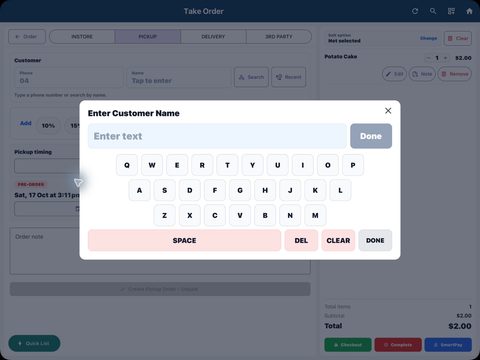 Take Order
← Order
INSTORE
PICKUP
DELIVERY
3RD PARTY
Customer
Phone
04
Name
Tap to enter
Search
Recent
Type a phone number or search by name.
Add
10%
15%
Pickup timing
PRE-ORDER
Sat, 17 Oct at 3:11pm
Order note
Create Pickup Order • Unpaid
Quick List
Sort option
Not selected
Change
Clear
Potato Cake
− 1 +
$2.00
Edit
Note
Remove
Total items
1
Subtotal
$2.00
Total
$2.00
Checkout
Complete
SmartPay
Enter Customer Name
Enter text
Done
Q W E R T Y U I O P
A S D F G H J K L
Z X C V B N M
SPACE
DEL
CLEAR
DONE